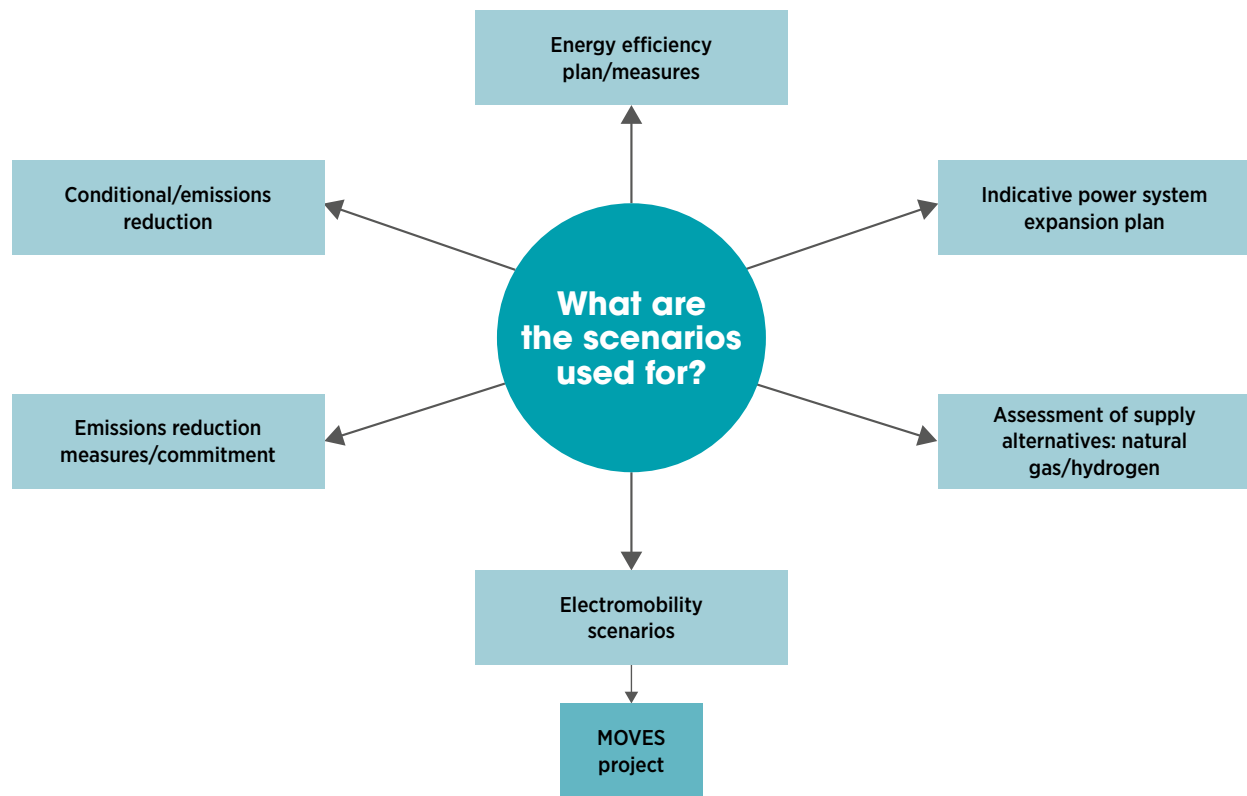 Energy efficiency
plan/measures
Conditional/emissions
reduction
Indicative power system
expansion plan
What are
the scenarios
used for?
Emissions reduction
measures/commitment
Assessment of supply
alternatives: natural
gas/hydrogen
Electromobility
scenarios
MOVES
project